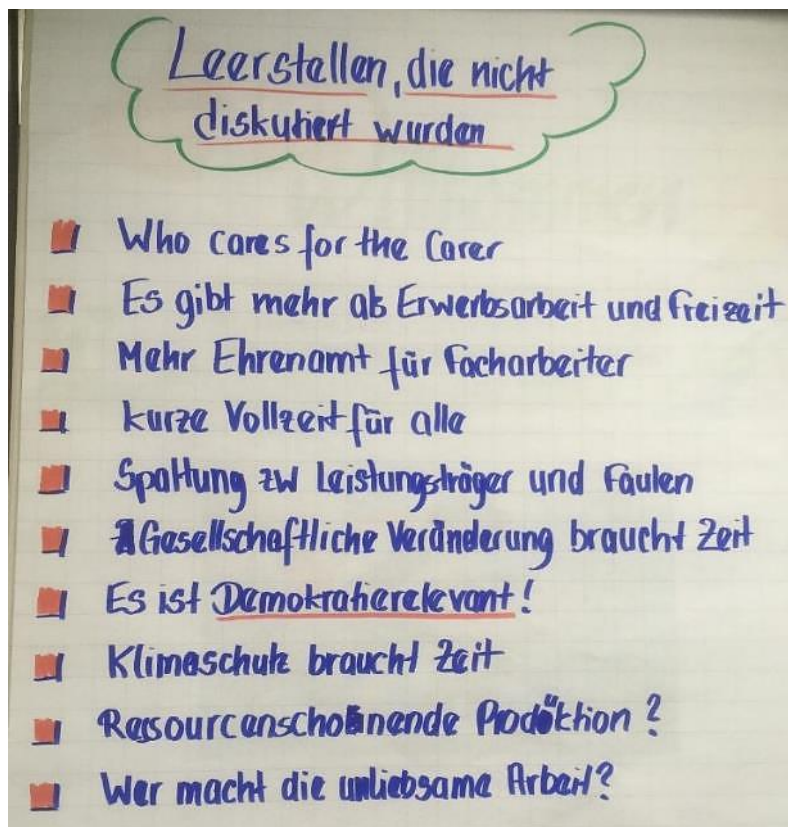 Leerstellen, die nicht
diskutiert wurden
Who cares for the Carer
Es gibt mehr als Erwerbsarbeit und Freizeit
Mehr Ehrenamt für Facharbeiter
kurze Vollzeit für alle
Spaltung zw Leistungsträger und Faulen
Gesellschaftliche Veränderung braucht Zeit
Es ist Demokratierelevant!
Klimaschutz braucht Zeit
Ressourcenschonende Produktion?
Wer macht die unliebsame Arbeit?